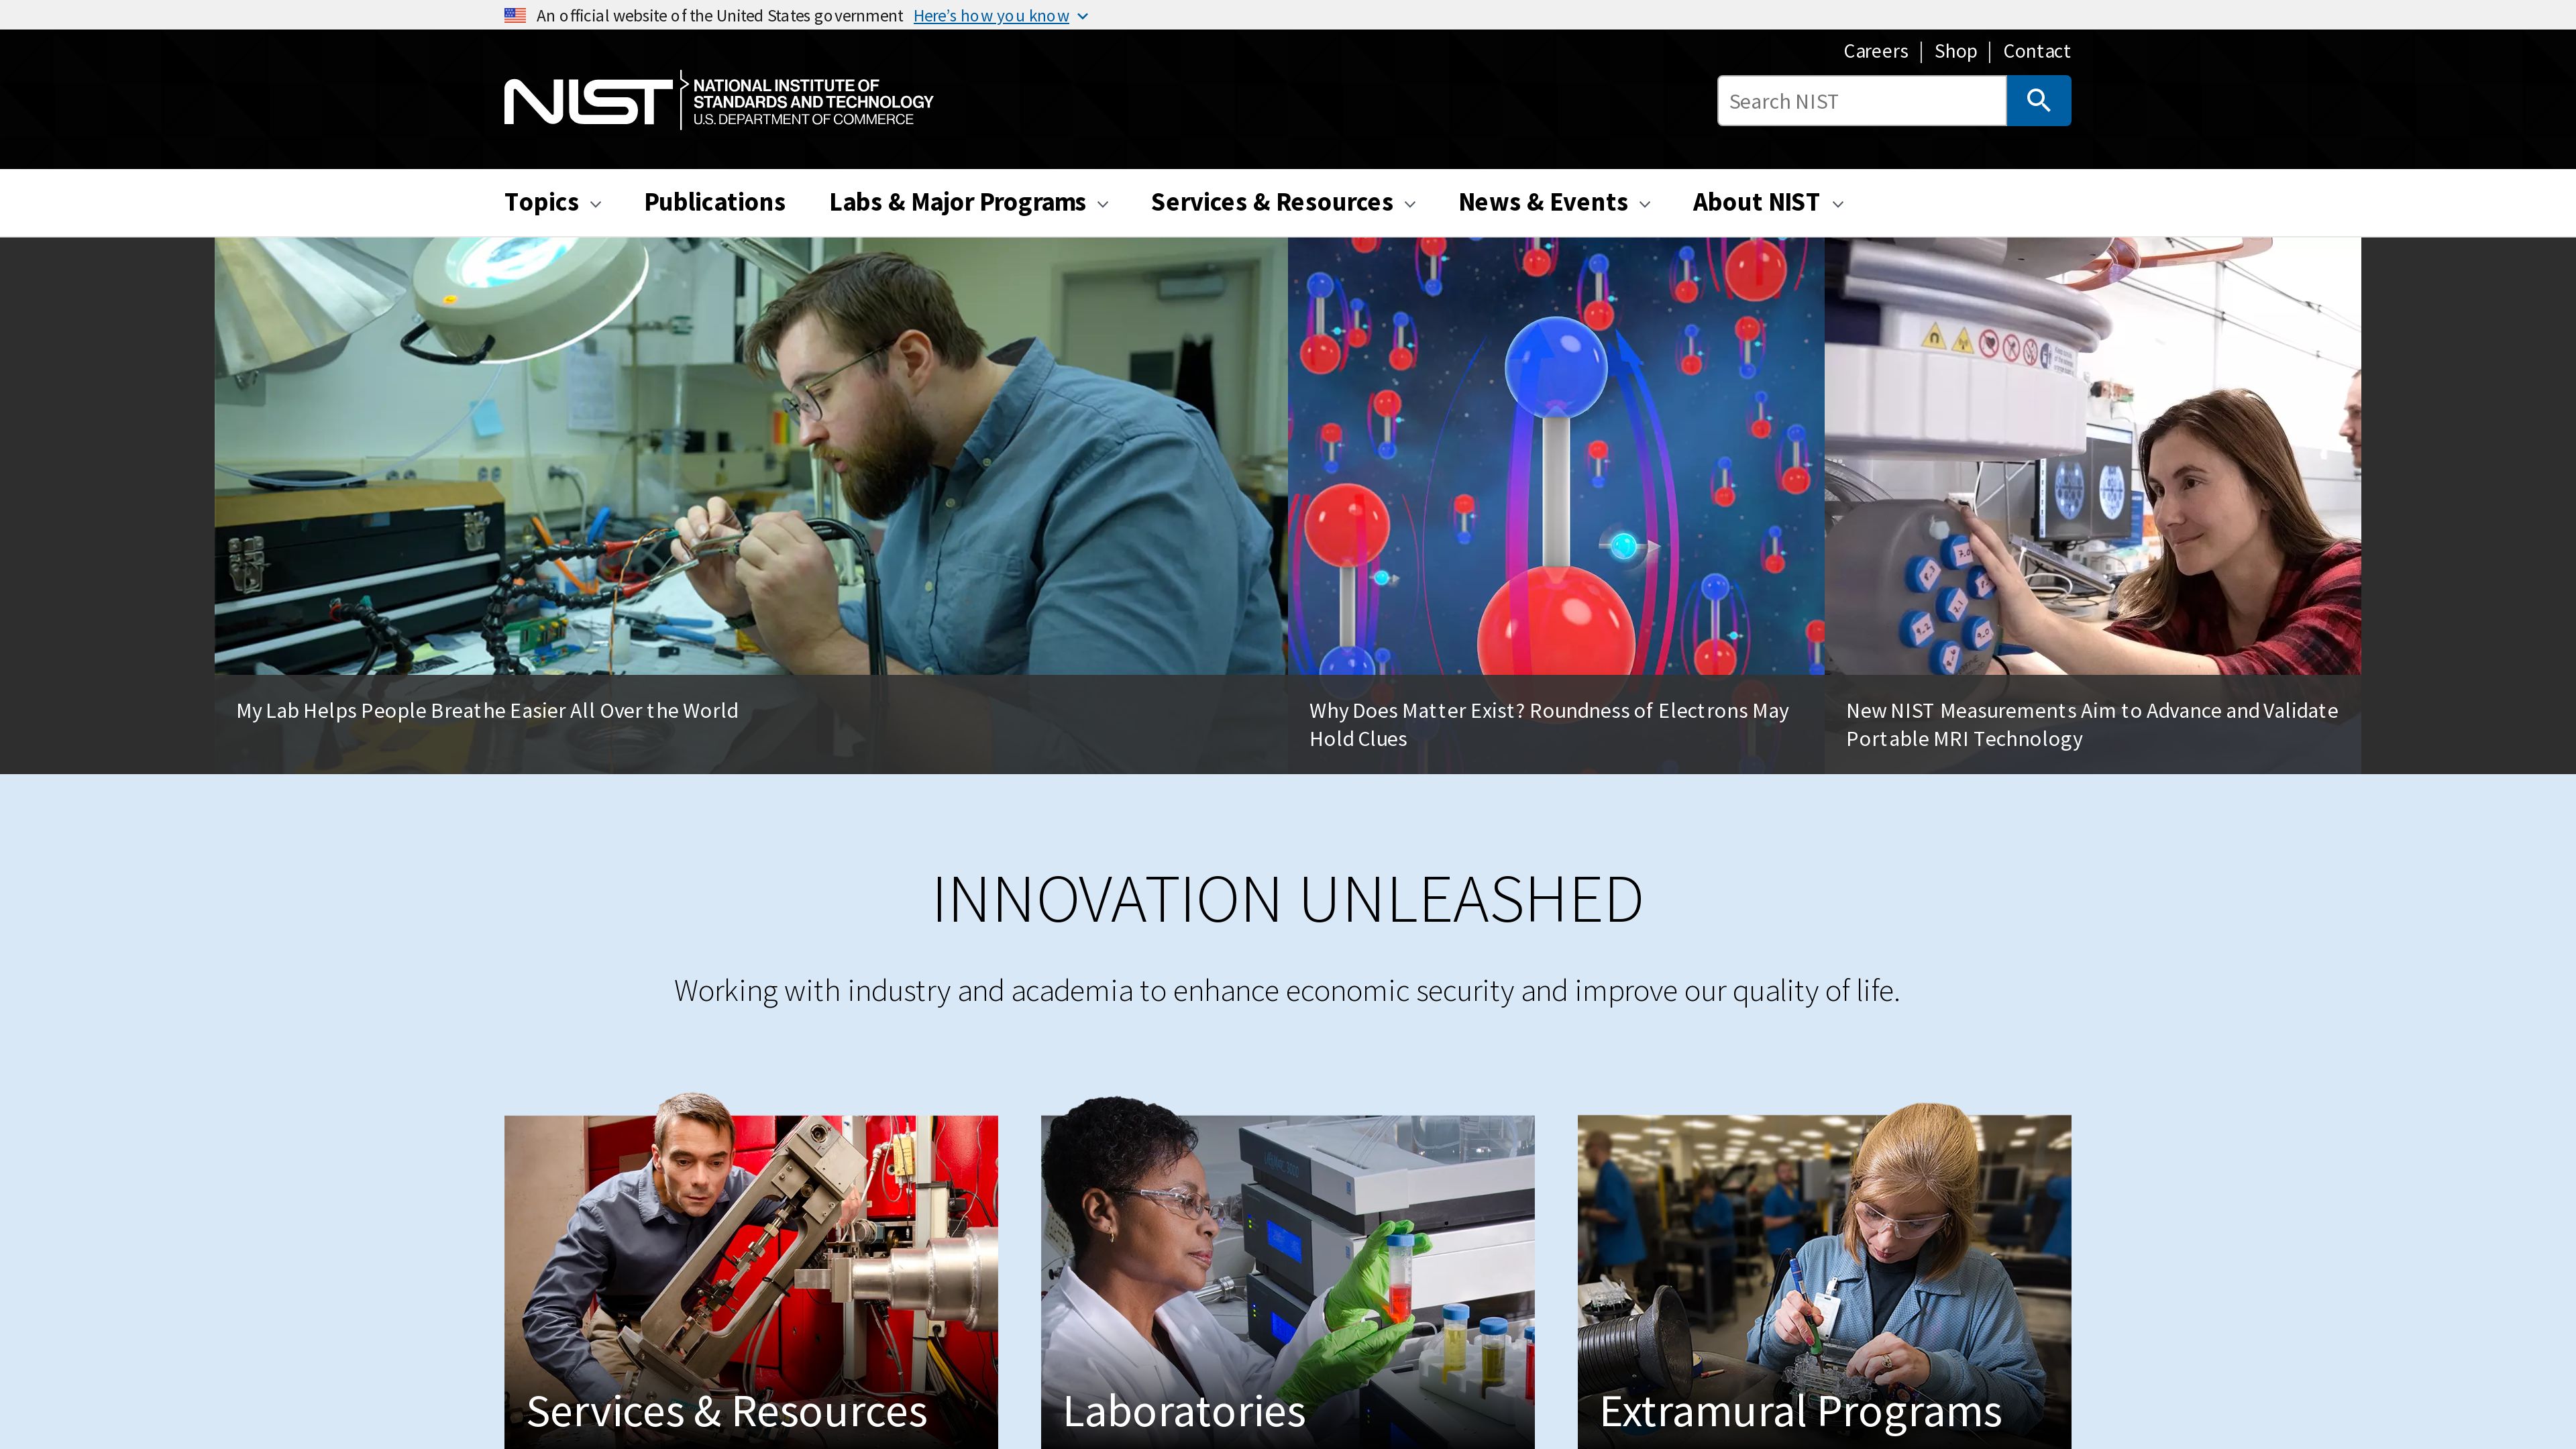 An official website of the United States government Here’s how you know
Careers
Shop
Contact
NIST
NATIONAL INSTITUTE OF
STANDARDS AND TECHNOLOGY
U.S. DEPARTMENT OF COMMERCE
Search NIST
Topics
Publications
Labs & Major Programs
Services & Resources
News & Events
About NIST
My Lab Helps People Breathe Easier All Over the World
Why Does Matter Exist? Roundness of Electrons May
Hold Clues
New NIST Measurements Aim to Advance and Validate
Portable MRI Technology
INNOVATION UNLEASHED
Working with industry and academia to enhance economic security and improve our quality of life.
Services & Resources
Laboratories
Extramural Programs